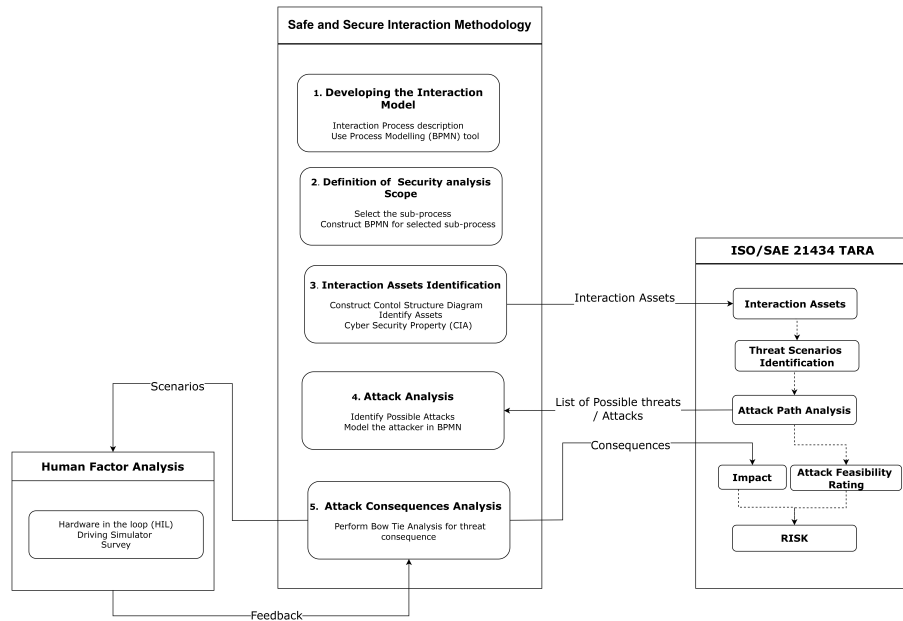 Safe and Secure Interaction Methodology
1. Developing the Interaction
Model
Interaction Process description
Use Process Modelling (BPMN) tool
2. Definition of Security analysis
Scope
Select the sub-process
Construct BPMN for selected sub-process
3. Interaction Assets Identification
Construct Contol Structure Diagram
Identify Assets
Cyber Security Property (CIA)
4. Attack Analysis
Identify Possible Attacks
Model the attacker in BPMN
5. Attack Consequences Analysis
Perform Bow Tie Analysis for threat
consequence
Interaction Assets
List of Possible threats
/ Attacks
Consequences
Scenarios
Feedback
Human Factor Analysis
Hardware in the loop (HIL)
Driving Simulator
Survey
ISO/SAE 21434 TARA
Interaction Assets
Threat Scenarios
Identification
Attack Path Analysis
Impact
Attack Feasibility
Rating
RISK